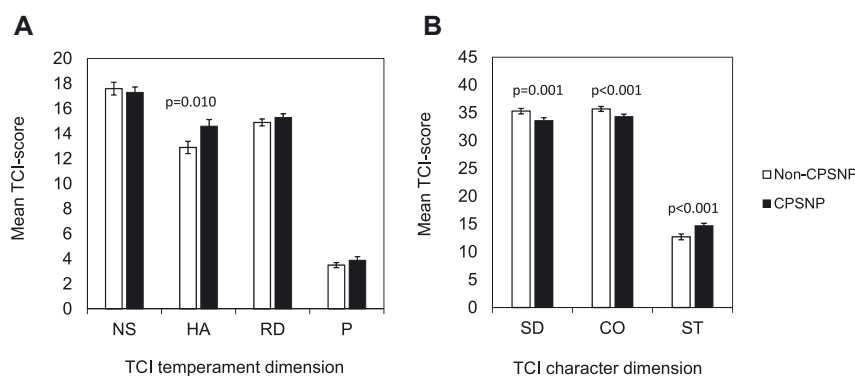 A
Mean TCI-score
20
18
16
14
12
10
8
6
4
2
0
p=0.010
NS HA RD P
TCI temperament dimension
B
Mean TCI-score
45
40
35
30
25
20
15
10
5
0
p=0.001 p<0.001
p<0.001
SD CO ST
TCI character dimension
Non-CPSNP
CPSNP